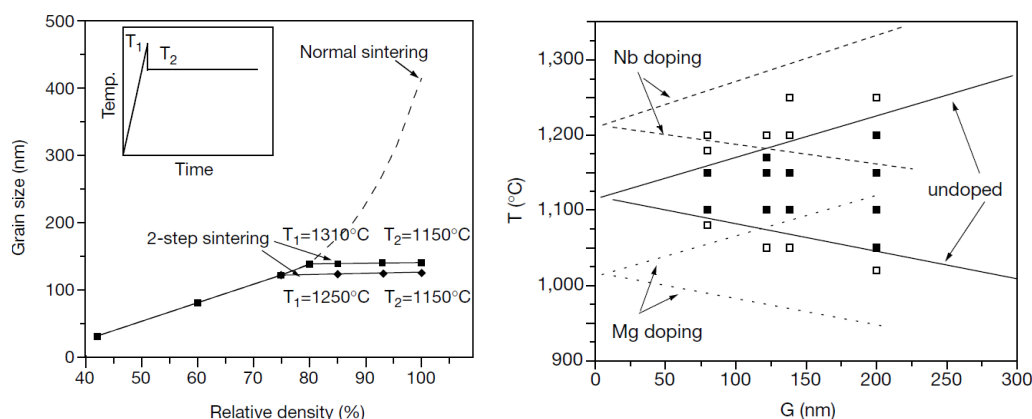 500
400
300
200
100
0
Grain size (nm)
40 50 60 70 80 90 100
Relative density (%)
T1
T2
Temp.
Time
Normal sintering
2-step sintering
T1=1310°C T2=1150°C
T1=1250°C T2=1150°C
1,300
1,200
1,100
1,000
900
T (°C)
0 50 100 150 200 250 300
G (nm)
Nb doping
undoped
Mg doping